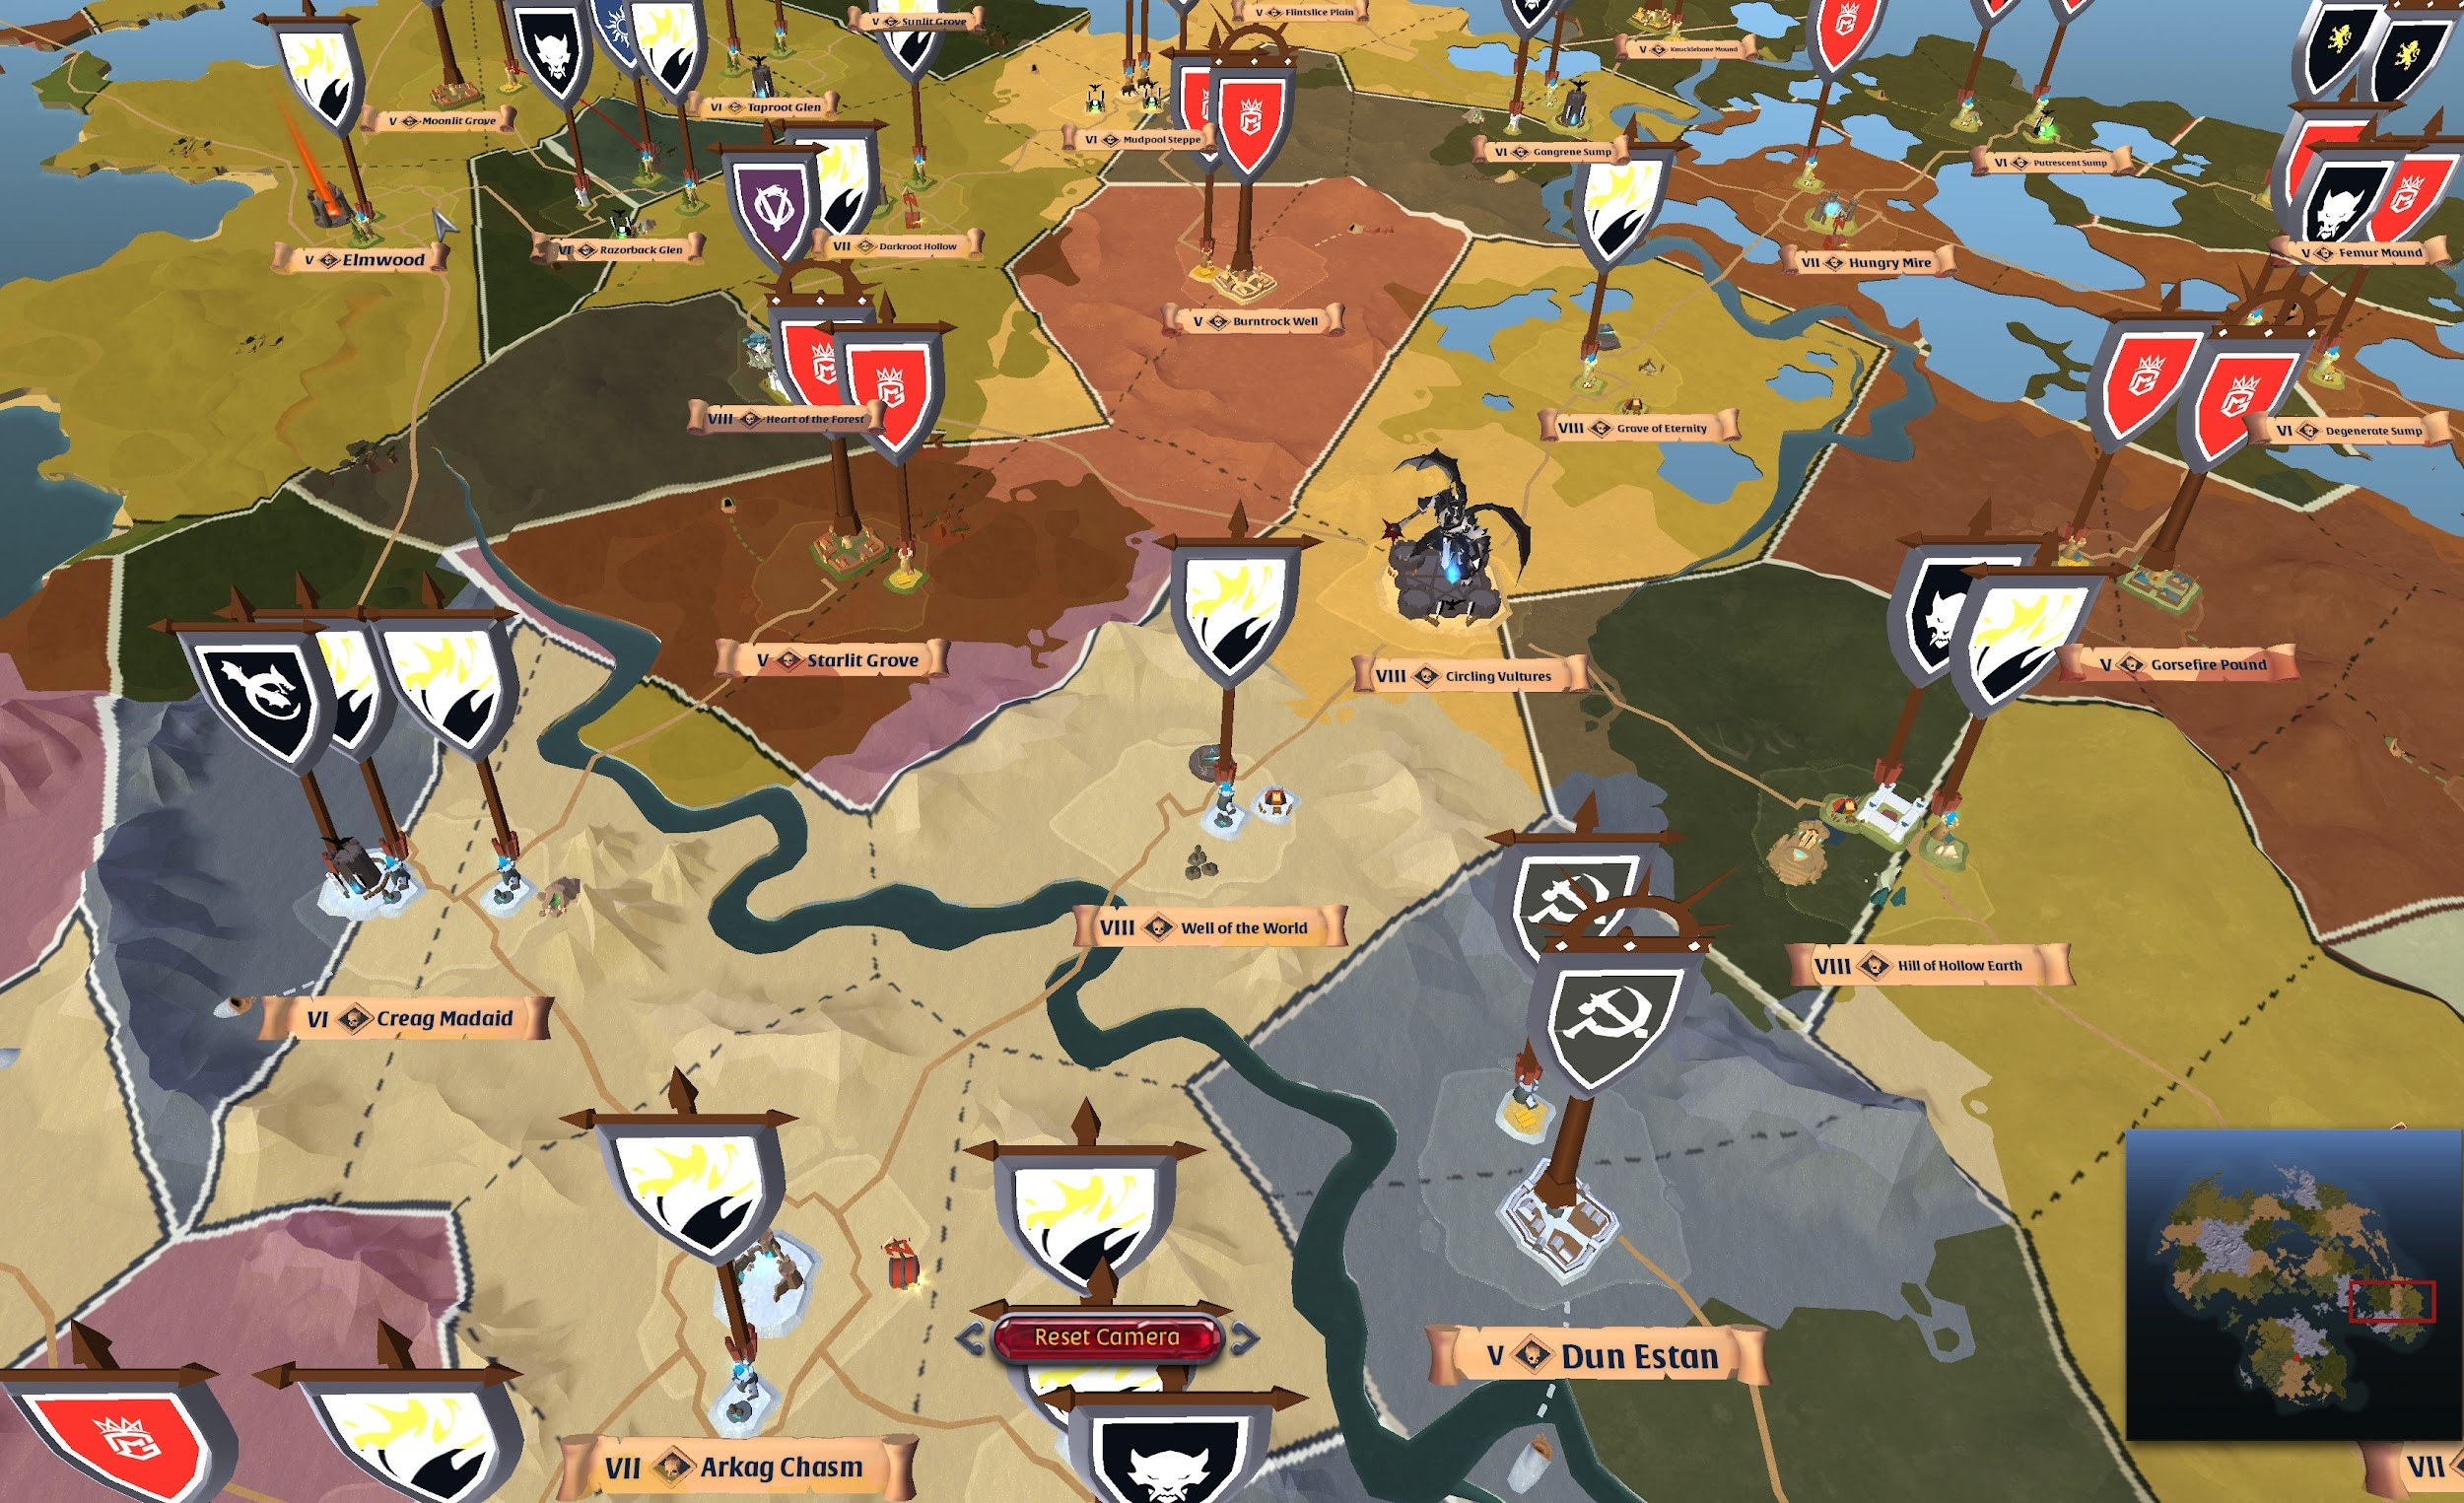 V Sunlit Grove
V Flintslice Plain
V Knucklebone Mound
V Moonlit Grove
VI Taproot Glen
VI Mudpool Steppe
VI Gangrene Sump
VI Putrescent Sump
V Elmwood
VI Razorback Glen
VII Darkroot Hollow
VII Hungry Mire
V Femur Mound
V Burntrock Well
VIII Heart of the Forest
VIII Grave of Eternity
VI Degenerate Sump
V Starlit Grove
VIII Circling Vultures
V Gorsefire Pound
VIII Well of the World
VIII Hill of Hollow Earth
VI Creag Madaid
Reset Camera
V Dun Estan
VII Arkag Chasm
VII